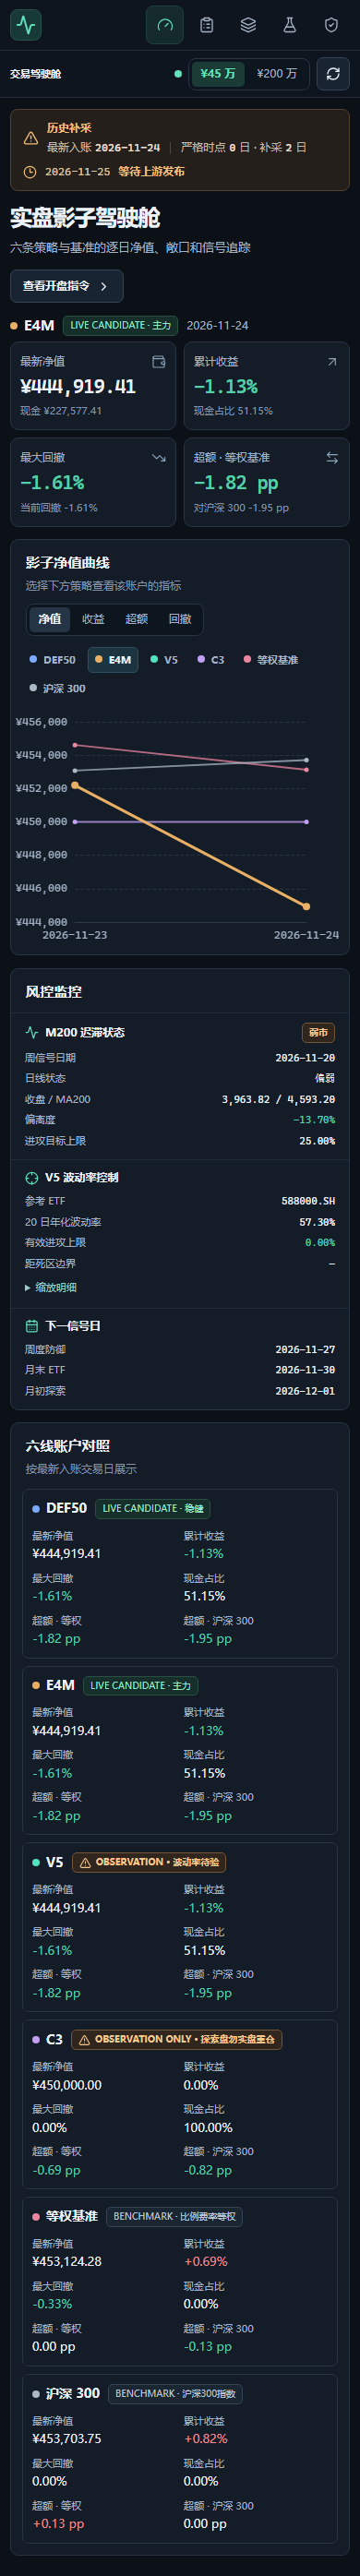 交易驾驶舱
¥45 万
¥200 万
历史补采
最新入账 2026-11-24 | 严格时点 0 日 · 补采 2 日
2026-11-25 等待上游发布
实盘影子驾驶舱
六条策略与基准的逐日净值、敞口和信号追踪
查看开盘指令
E4M LIVE CANDIDATE · 主力 2026-11-24
最新净值
¥444,919.41
现金 ¥227,577.41
累计收益
-1.13%
现金占比 51.15%
最大回撤
-1.61%
当前回撤 -1.61%
超额 · 等权基准
-1.82 pp
对沪深 300 -1.95 pp
影子净值曲线
选择下方策略查看该账户的指标
净值 收益 超额 回撤
DEF50 E4M V5 C3 等权基准
沪深 300
¥456,000
¥454,000
¥452,000
¥450,000
¥448,000
¥446,000
¥444,000
2026-11-23 2026-11-24
风控监控
M200 迟滞状态 弱市
周信号日期 2026-11-20
日线状态 偏弱
收盘 / MA200 3,963.82 / 4,593.20
偏离度 -13.70%
进攻目标上限 25.00%
V5 波动率控制
参考 ETF 588000.SH
20 日年化波动率 57.30%
有效进攻上限 0.00%
距死区边界 —
缩放明细
下一信号日
周度防御 2026-11-27
月末 ETF 2026-11-30
月初探索 2026-12-01
六线账户对照
按最新入账交易日展示
DEF50 LIVE CANDIDATE · 稳健
最新净值 累计收益
¥444,919.41 -1.13%
最大回撤 现金占比
-1.61% 51.15%
超额 · 等权 超额 · 沪深 300
-1.82 pp -1.95 pp
E4M LIVE CANDIDATE · 主力
最新净值 累计收益
¥444,919.41 -1.13%
最大回撤 现金占比
-1.61% 51.15%
超额 · 等权 超额 · 沪深 300
-1.82 pp -1.95 pp
V5 OBSERVATION · 波动率待验
最新净值 累计收益
¥444,919.41 -1.13%
最大回撤 现金占比
-1.61% 51.15%
超额 · 等权 超额 · 沪深 300
-1.82 pp -1.95 pp
C3 OBSERVATION ONLY · 探索盘勿实盘重仓
最新净值 累计收益
¥450,000.00 0.00%
最大回撤 现金占比
0.00% 100.00%
超额 · 等权 超额 · 沪深 300
-0.69 pp -0.82 pp
等权基准 BENCHMARK · 比例费率等权
最新净值 累计收益
¥453,124.28 +0.69%
最大回撤 现金占比
-0.33% 0.00%
超额 · 等权 超额 · 沪深 300
0.00 pp -0.13 pp
沪深 300 BENCHMARK · 沪深300指数
最新净值 累计收益
¥453,703.75 +0.82%
最大回撤 现金占比
0.00% 0.00%
超额 · 等权 超额 · 沪深 300
+0.13 pp 0.00 pp